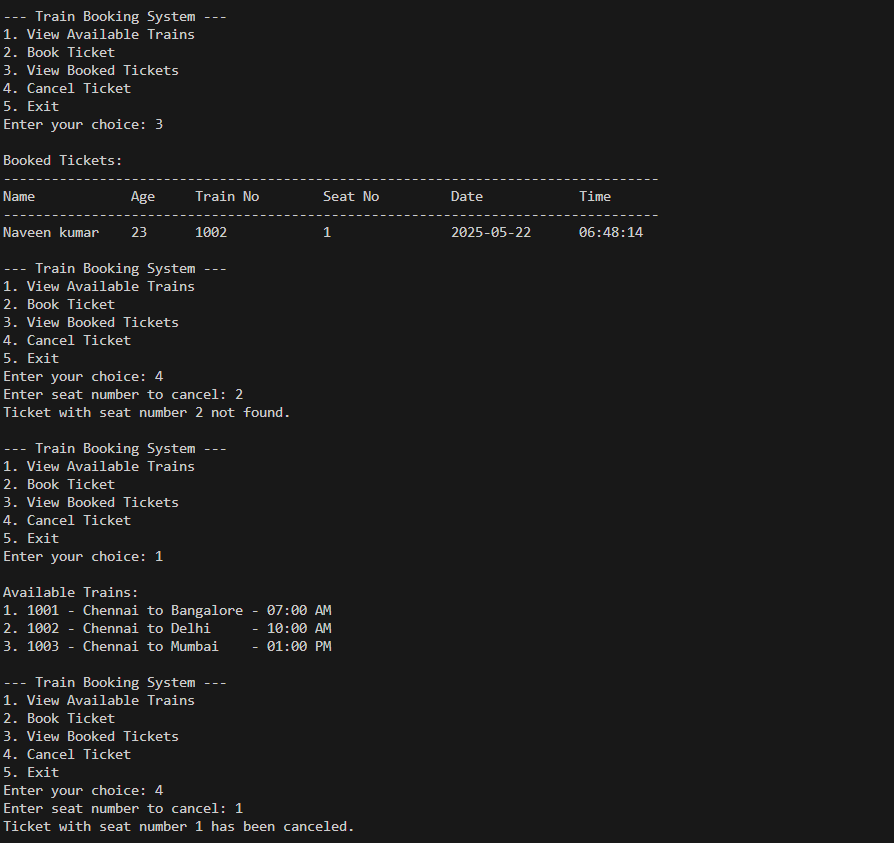 --- Train Booking System ---
1. View Available Trains
2. Book Ticket
3. View Booked Tickets
4. Cancel Ticket
5. Exit
Enter your choice: 3

Booked Tickets:
----------------------------------------------------------------------------------
Name            Age     Train No        Seat No         Date            Time
----------------------------------------------------------------------------------
Naveen kumar    23      1002            1               2025-05-22      06:48:14

--- Train Booking System ---
1. View Available Trains
2. Book Ticket
3. View Booked Tickets
4. Cancel Ticket
5. Exit
Enter your choice: 4
Enter seat number to cancel: 2
Ticket with seat number 2 not found.

--- Train Booking System ---
1. View Available Trains
2. Book Ticket
3. View Booked Tickets
4. Cancel Ticket
5. Exit
Enter your choice: 1

Available Trains:
1. 1001 - Chennai to Bangalore - 07:00 AM
2. 1002 - Chennai to Delhi     - 10:00 AM
3. 1003 - Chennai to Mumbai    - 01:00 PM

--- Train Booking System ---
1. View Available Trains
2. Book Ticket
3. View Booked Tickets
4. Cancel Ticket
5. Exit
Enter your choice: 4
Enter seat number to cancel: 1
Ticket with seat number 1 has been canceled.